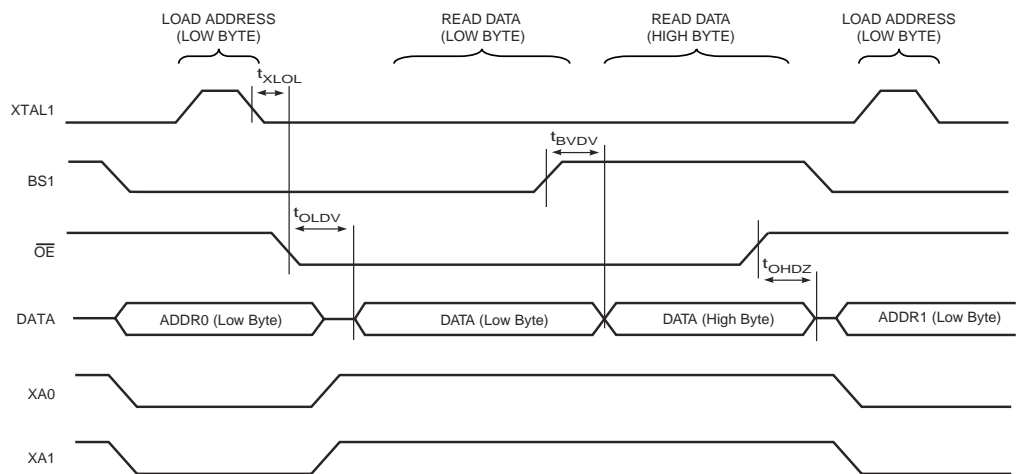 LOAD ADDRESS
(LOW BYTE)
READ DATA
(LOW BYTE)
READ DATA
(HIGH BYTE)
LOAD ADDRESS
(LOW BYTE)
tXLOL
XTAL1
tBVDV
BS1
tOLDV
OE
tOHDZ
DATA
ADDR0 (Low Byte)
DATA (Low Byte)
DATA (High Byte)
ADDR1 (Low Byte)
XA0
XA1